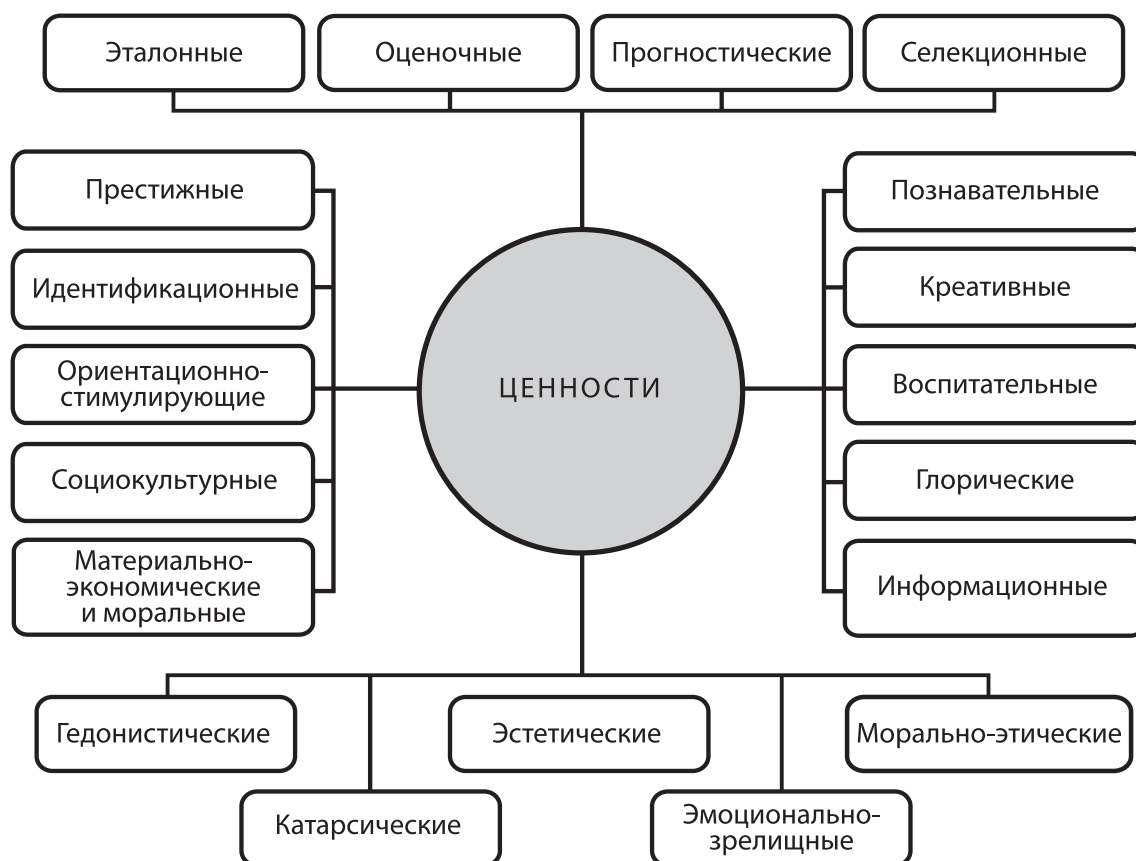 Эталонные
Оценочные
Прогностические
Селекционные
Престижные
Идентификационные
Ориентационно-
стимулирующие
Социокультурные
Материально-
экономические
и моральные
ЦЕННОСТИ
Познавательные
Креативные
Воспитательные
Глорические
Информационные
Гедонистические
Эстетические
Морально-этические
Катарсические
Эмоционально-
зрелищные